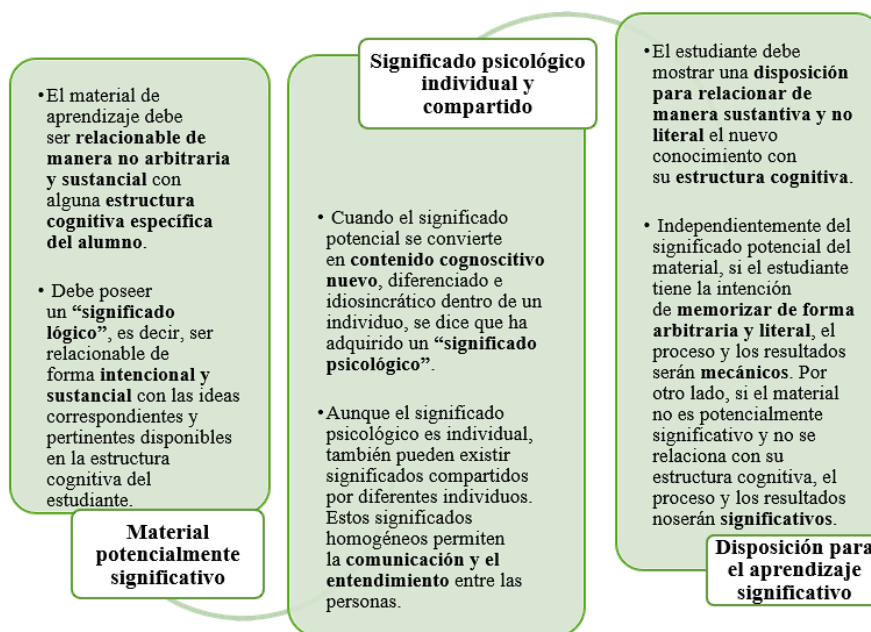 •El material de
aprendizaje debe
ser relacionable de
manera no arbitraria
y sustancial con
alguna estructura
cognitiva específica
del alumno.
• Debe poseer
un “significado
lógico”, es decir, ser
relacionable de
forma intencional y
sustancial con las ideas
correspondientes y
pertinentes disponibles
en la estructura
cognitiva del
estudiante.
Material
potencialmente
significativo
Significado psicológico
individual y
compartido
• Cuando el significado
potencial se convierte
en contenido cognoscitivo
nuevo, diferenciado e
idiosincrático dentro de un
individuo, se dice que ha
adquirido un “significado
psicológico”.
•Aunque el significado
psicológico es individual,
también pueden existir
significados compartidos
por diferentes individuos.
Estos significados
homogéneos permiten
la comunicación y el
entendimiento entre las
personas.
•El estudiante debe
mostrar una disposición
para relacionar de
manera sustantiva y no
literal el nuevo
conocimiento con
su estructura cognitiva.
• Independientemente del
significado potencial del
material, si el estudiante
tiene la intención
de memorizar de forma
arbitraria y literal, el
proceso y los resultados
serán mecánicos. Por
otro lado, si el material
no es potencialmente
significativo y no se
relaciona con su
estructura cognitiva, el
proceso y los resultados
noserán significativos.
Disposición para
el aprendizaje
significativo